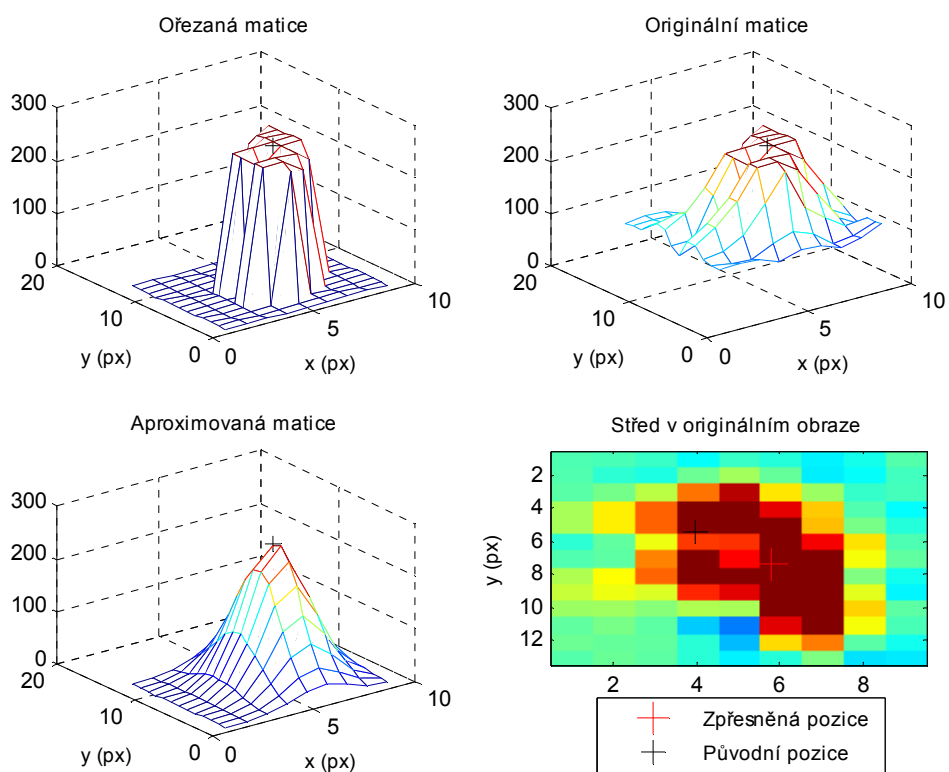 Ořezaná matice
300
200
100
0
20
10
0
0
5
10
y (px)
x (px)
Originální matice
300
200
100
0
20
10
0
0
5
10
y (px)
x (px)
Aproximovaná matice
300
200
100
0
20
10
0
0
5
10
y (px)
x (px)
Střed v originálním obraze
2
4
6
8
10
12
y (px)
2 4 6 8
Zpřesněná pozice
Původní pozice